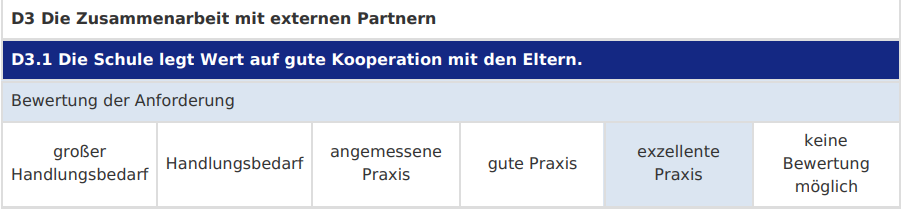 D3 Die Zusammenarbeit mit externen Partnern
D3.1 Die Schule legt Wert auf gute Kooperation mit den Eltern.
Bewertung der Anforderung
großer
Handlungsbedarf
Handlungsbedarf
angemessene
Praxis
gute Praxis
exzellente
Praxis
keine
Bewertung
möglich